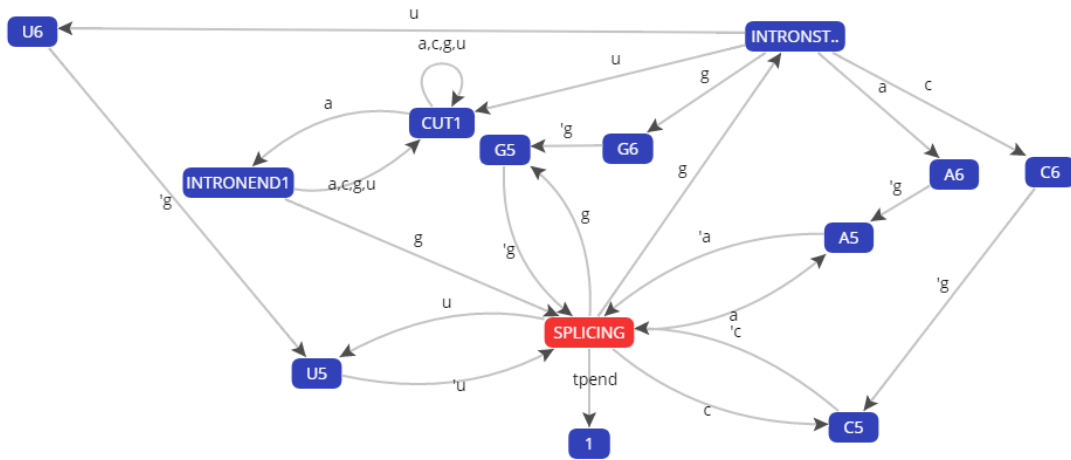 u
U6
INTRONST..
a,c,g,u
u
g
a
c
a
CUT1
'g
G5
G6
g
C6
INTRONEND1
a,c,g,u
A6
'g
'g
g
'g
g
'a
A5
'g
u
SPLICING
a
'c
U5
'u
tpend
c
C5
1